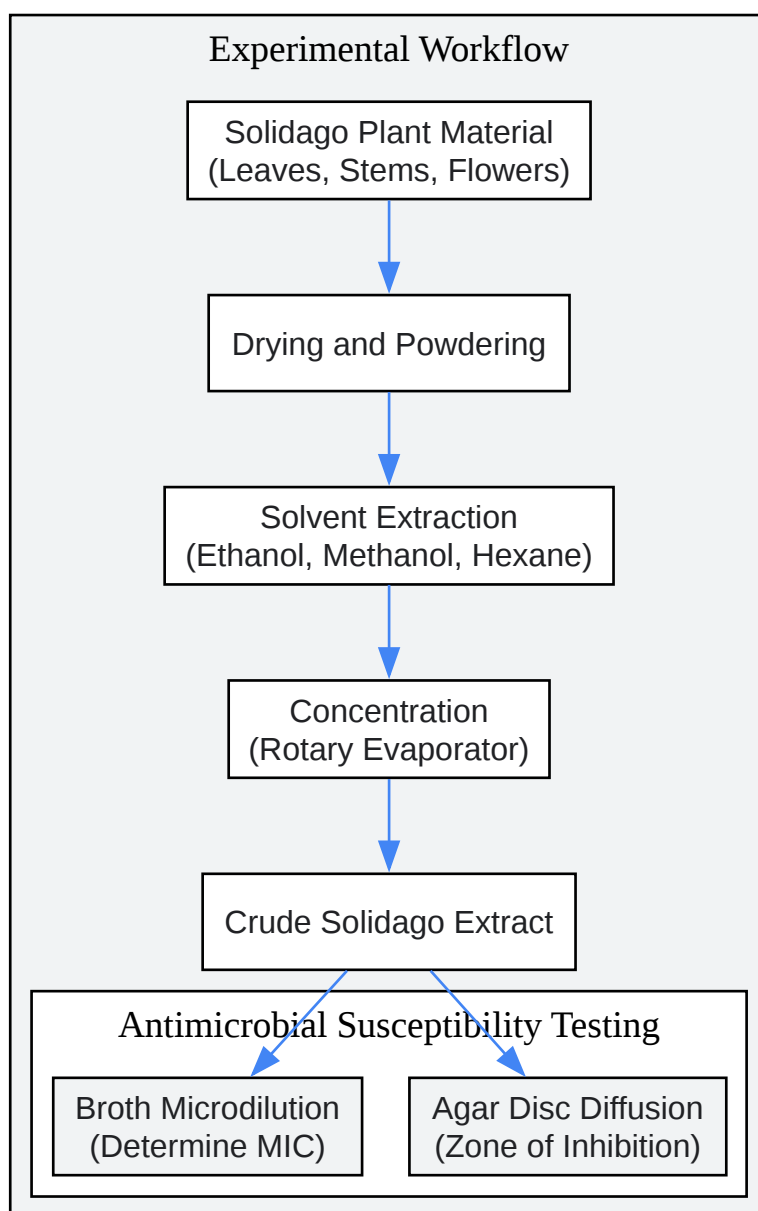 Experimental Workflow
Solidago Plant Material
(Leaves, Stems, Flowers)
Drying and Powdering
Solvent Extraction
(Ethanol, Methanol, Hexane)
Concentration
(Rotary Evaporator)
Crude Solidago Extract
Antimicrobial Susceptibility Testing
Broth Microdilution
(Determine MIC)
Agar Disc Diffusion
(Zone of Inhibition)